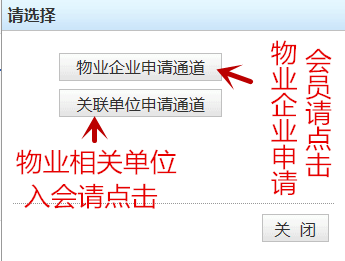 请选择
物业企业申请通道
关联单位申请通道
物业相关单位
入会请点击
物业企业申请
会员请点击
关 闭